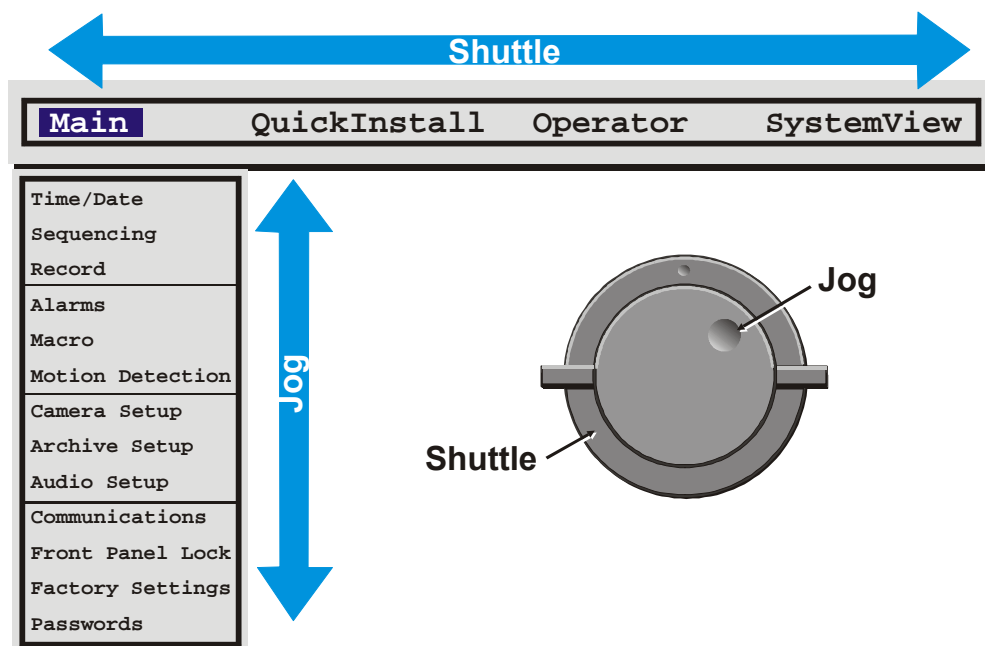 Shuttle
Main QuickInstall Operator SystemView
Time/Date
Sequencing
Record
Alarms
Macro
Motion Detection
Camera Setup
Archive Setup
Audio Setup
Communications
Front Panel Lock
Factory Settings
Passwords
Jog
Jog
Shuttle